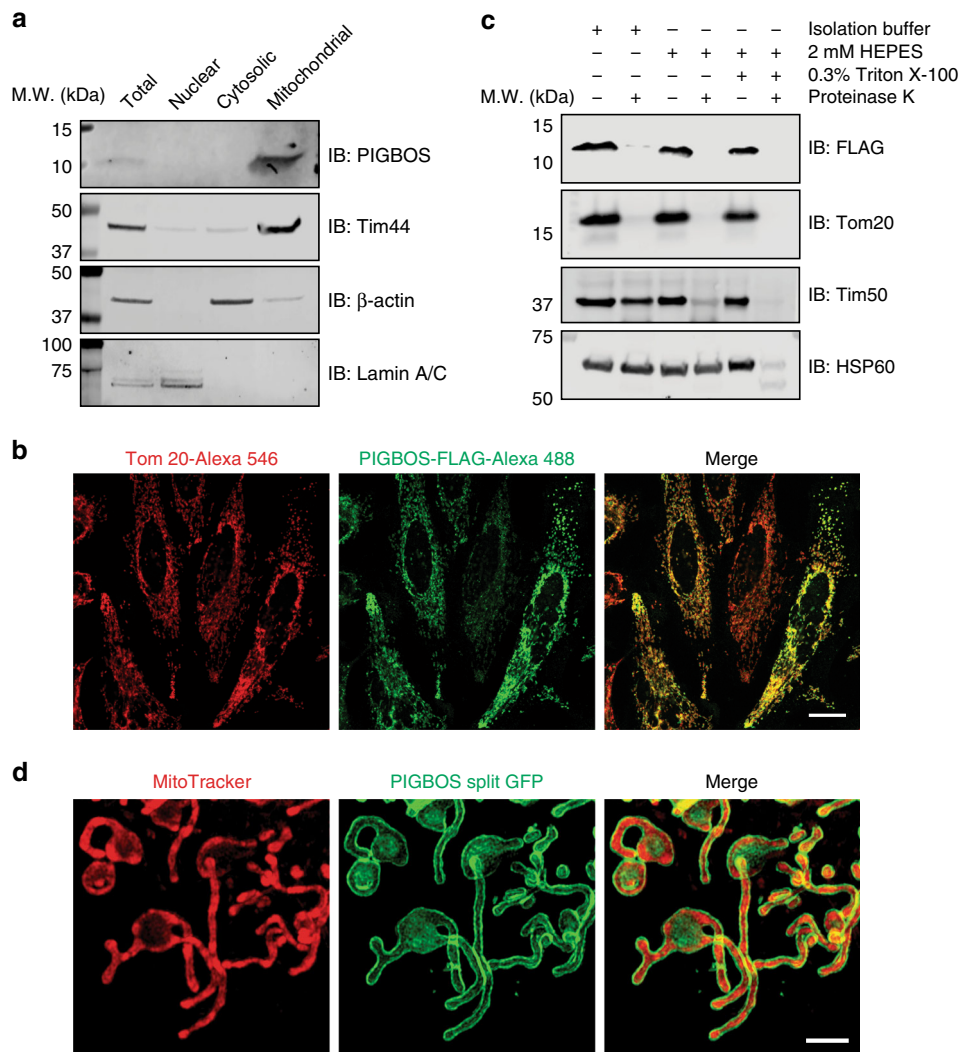 a
M.W. (kDa)
Total
Nuclear
Cytosolic
Mitochondrial
15
10
IB: PIGBOS
50
37
IB: Tim44
50
37
IB: β-actin
100
75
IB: Lamin A/C
c
+ + Isolation buffer
+ + + + 2 mM HEPES
– – – – + + 0.3% Triton X-100
M.W. (kDa) – + – + – + Proteinase K
15
10
IB: FLAG
15
IB: Tom20
37
IB: Tim50
75
50
IB: HSP60
b
Tom 20-Alexa 546
PIGBOS-FLAG-Alexa 488
Merge
d
MitoTracker
PIGBOS split GFP
Merge